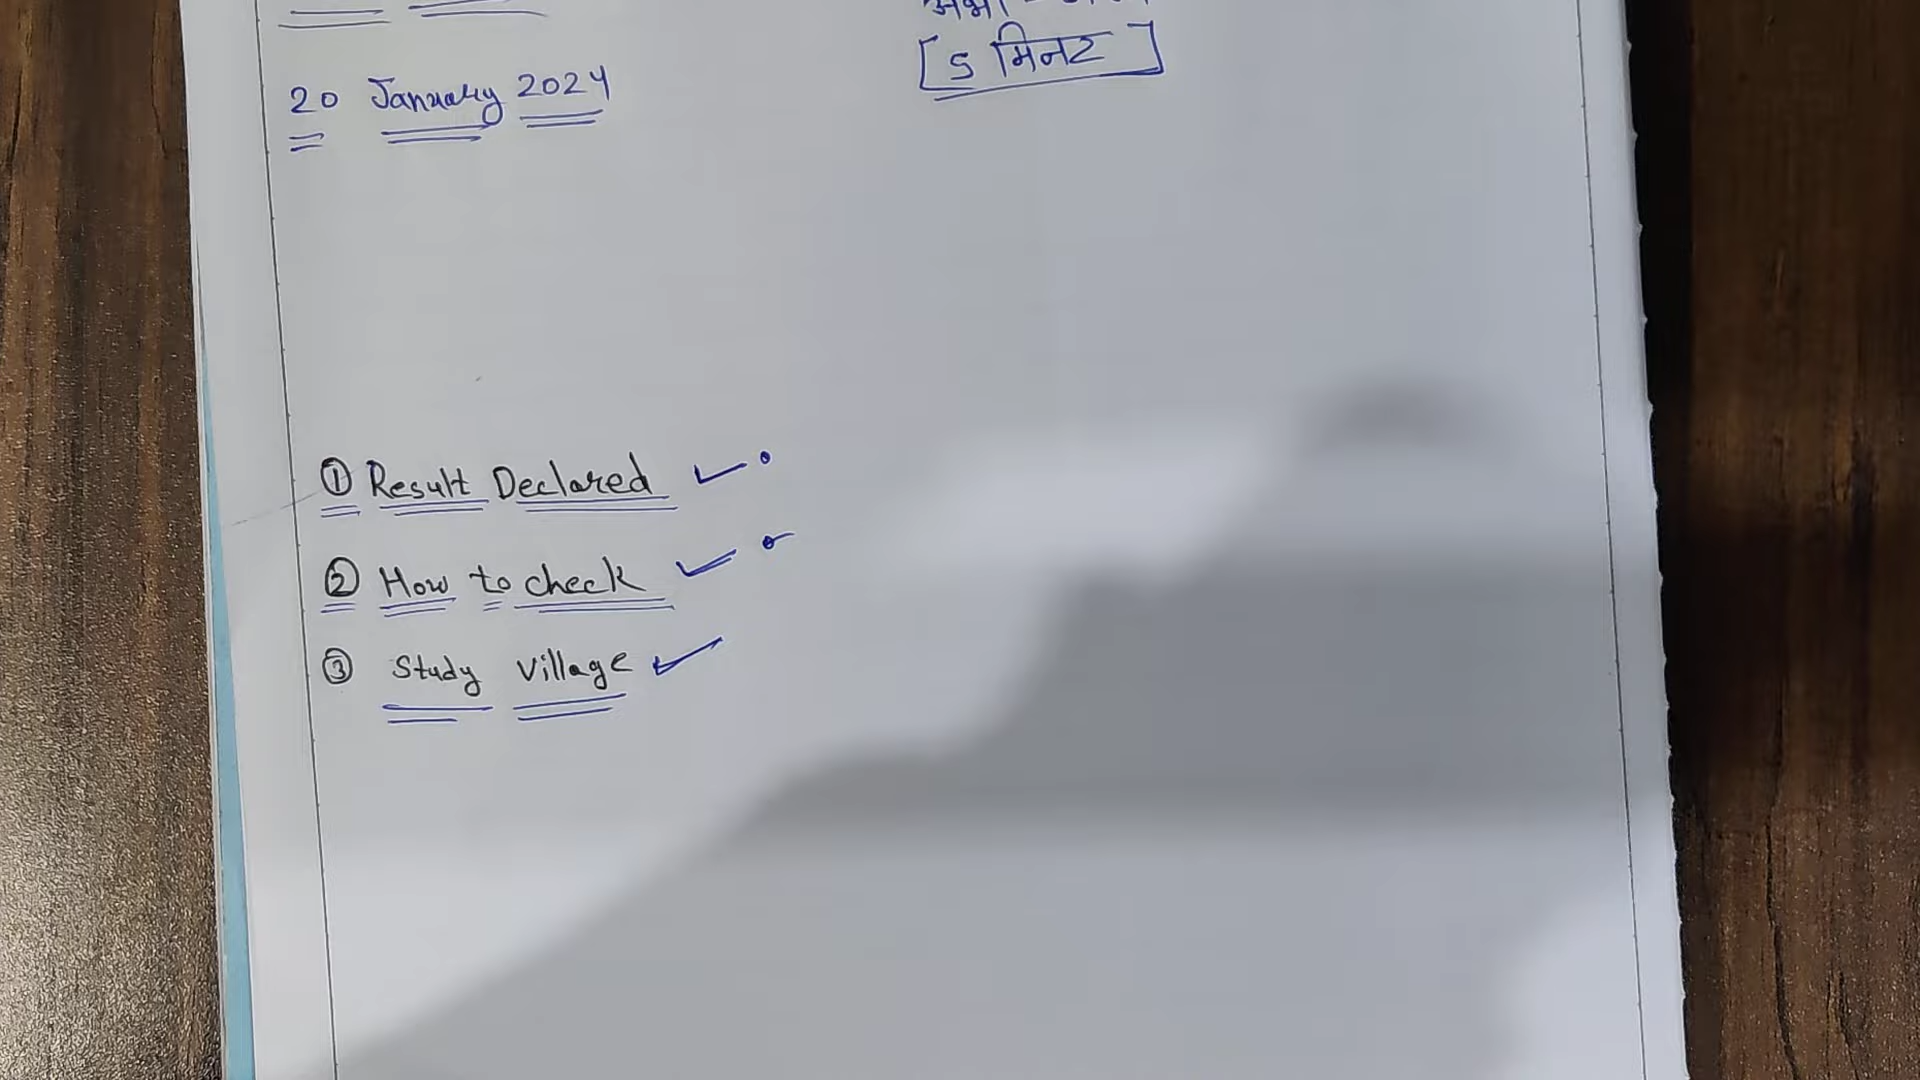 [5 मिनट]
20 January 2024
① Result Declared
② How to check
③ Study Village